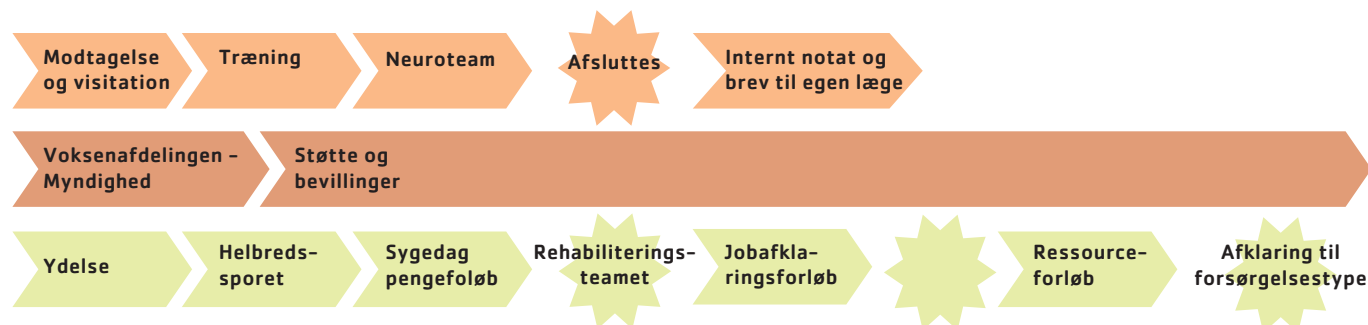 Modtagelse
og visitation
Træning
Neuroteam
Afsluttes
Internt notat og
brev til egen læge
Voksenafdelingen –
Myndighed
Støtte og
bevillinger
Ydelse
Helbreds-
sporet
Sygedag
pengefoløb
Rehabiliterings-
teamet
Jobafkla-
ringsforløb
Ressource-
forløb
Afklaring til
forsørgelsestype